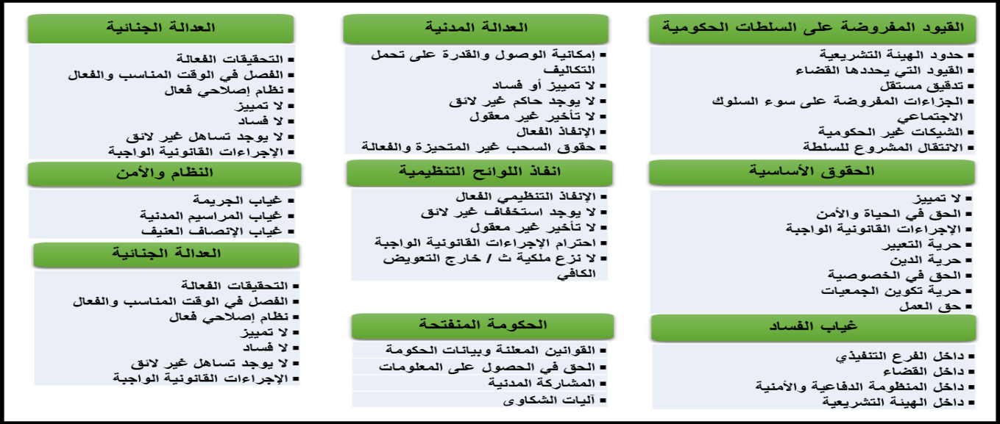 القيود المفروضة على السلطات الحكومية
▪ حدود الهيئة التشريعية
▪ القيود التي يحددها القضاء
▪ تدقيق مستقل
▪ الجزاءات المفروضة على سوء السلوك
الاجتماعي
▪ الشيكات غير الحكومية
▪ الانتقال المشروع للسلطة
الحقوق الأساسية
▪ لا تمييز
▪ الحق في الحياة والأمن
▪ الإجراءات القانونية الواجبة
▪ حرية التعبير
▪ حرية الدين
▪ الحق في الخصوصية
▪ حرية تكوين الجمعيات
▪ حق العمل
غياب الفساد
▪ داخل الفرع التنفيذي
▪ داخل القضاء
▪ داخل المنظومة الدفاعية والأمنية
▪ داخل الهيئة التشريعية
العدالة المدنية
▪ إمكانية الوصول والقدرة على تحمل
التكاليف
▪ لا تمييز أو فساد
▪ لا يوجد حاكم غير لائق
▪ لا تأخير غير معقول
▪ الإنفاذ الفعال
▪ حقوق السحب غير المتحيزة والفعالة
انفاذ اللوائح التنظيمية
▪ الإنفاذ التنظيمي الفعال
▪ لا يوجد استخفاف غير لائق
▪ لا تأخير غير معقول
▪ احترام الإجراءات القانونية الواجبة
▪ لا نزع ملكية ث / خارج التعويض
الكافي
الحكومة المنفتحة
▪ القوانين المعلنة وبيانات الحكومة
▪ الحق في الحصول على المعلومات
▪ المشاركة المدنية
▪ آليات الشكاوى
العدالة الجنائية
▪ التحقيقات الفعالة
▪ الفصل في الوقت المناسب والفعال
▪ نظام إصلاحي فعال
▪ لا تمييز
▪ لا فساد
▪ لا يوجد تساهل غير لائق
▪ الإجراءات القانونية الواجبة
النظام والأمن
▪ غياب الجريمة
▪ غياب المراسيم المدنية
▪ غياب الإنصاف العنيف
العدالة الجنائية
▪ التحقيقات الفعالة
▪ الفصل في الوقت المناسب والفعال
▪ نظام إصلاحي فعال
▪ لا تمييز
▪ لا فساد
▪ لا يوجد تساهل غير لائق
▪ الإجراءات القانونية الواجبة